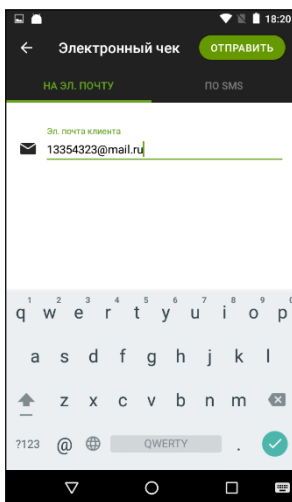 18:20
Электронный чек ОТПРАВИТЬ
НА ЭЛ. ПОЧТУ ПО SMS
Эл. почта клиента
13354323@mail.ru
1 2 3 4 5 6 7 8 9 0
q w e r t y u i o p
a s d f g h j k l
z x c v b n m
?123 @ QWERTY .